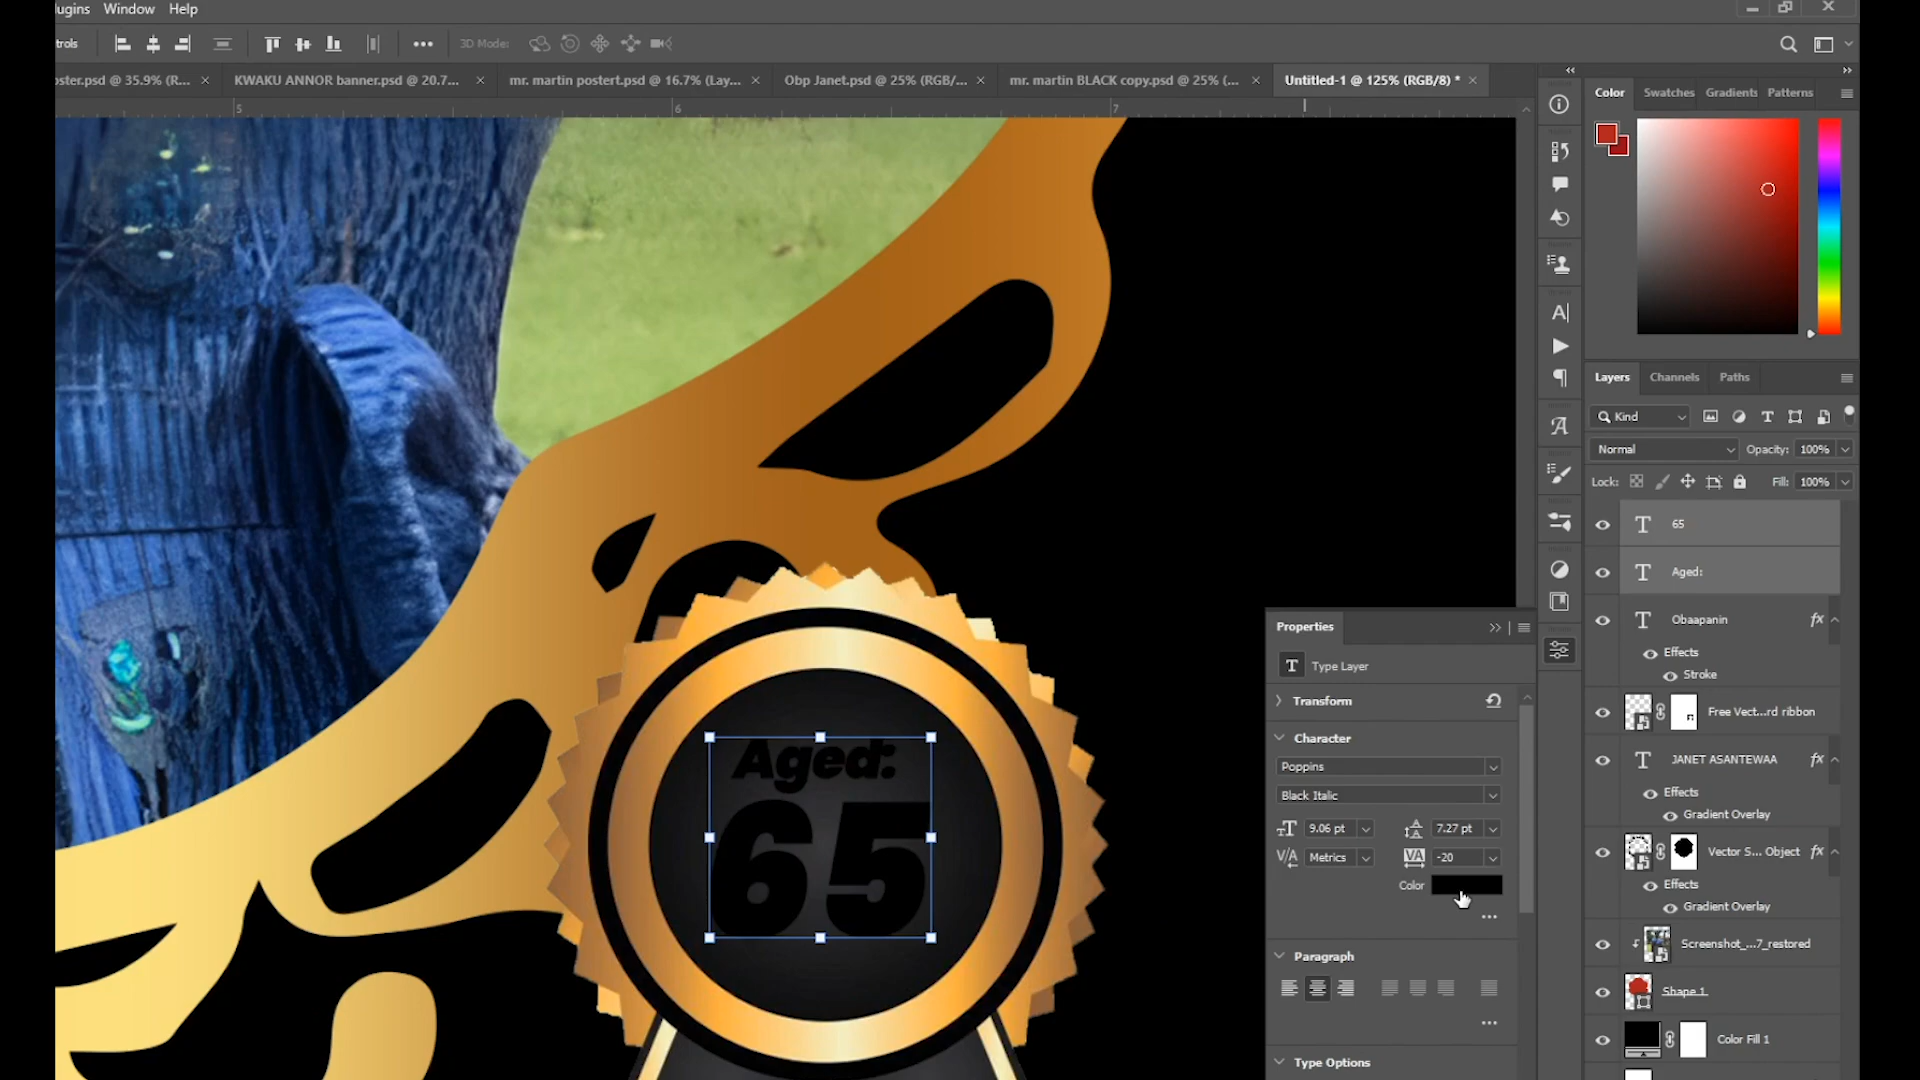 lugins Window Help
trols ••• 3D Mode:
oster.psd @ 35.9% (R... × KWAKU ANNOR banner.psd @ 20.7... × mr. martin postert.psd @ 16.7% (Lay... × Obp Janet.psd @ 25% (RGB/... × mr. martin BLACK copy.psd @ 25% (... × Untitled-1 @ 125% (RGB/8) * ×
5 6 7
Color Swatches Gradients Patterns
Layers Channels Paths
Kind
Normal Opacity: 100%
Lock: Fill: 100%
65
Aged:
Obaapanin fx
Effects
Stroke
Free Vect...rd ribbon
JANET ASANTEWAA fx
Effects
Gradient Overlay
Vector S... Object fx
Effects
Gradient Overlay
Screenshot_...7_restored
Shape 1
Color Fill 1
Properties
T Type Layer
Transform
Character
Poppins
Black Italic
9.06 pt 7.27 pt
Metrics -20
Color
Paragraph
Type Options
Aged:
65